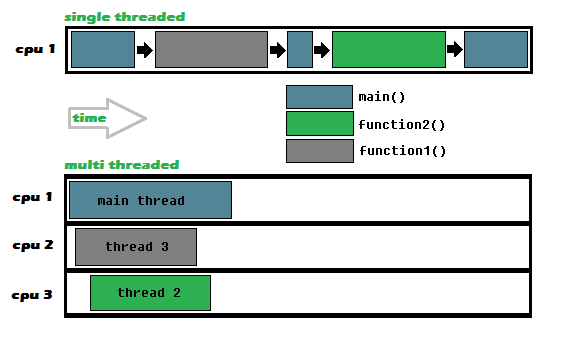 single threaded
cpu 1
time
main()
function2()
function1()
multi threaded
cpu 1
main thread
cpu 2
thread 3
cpu 3
thread 2